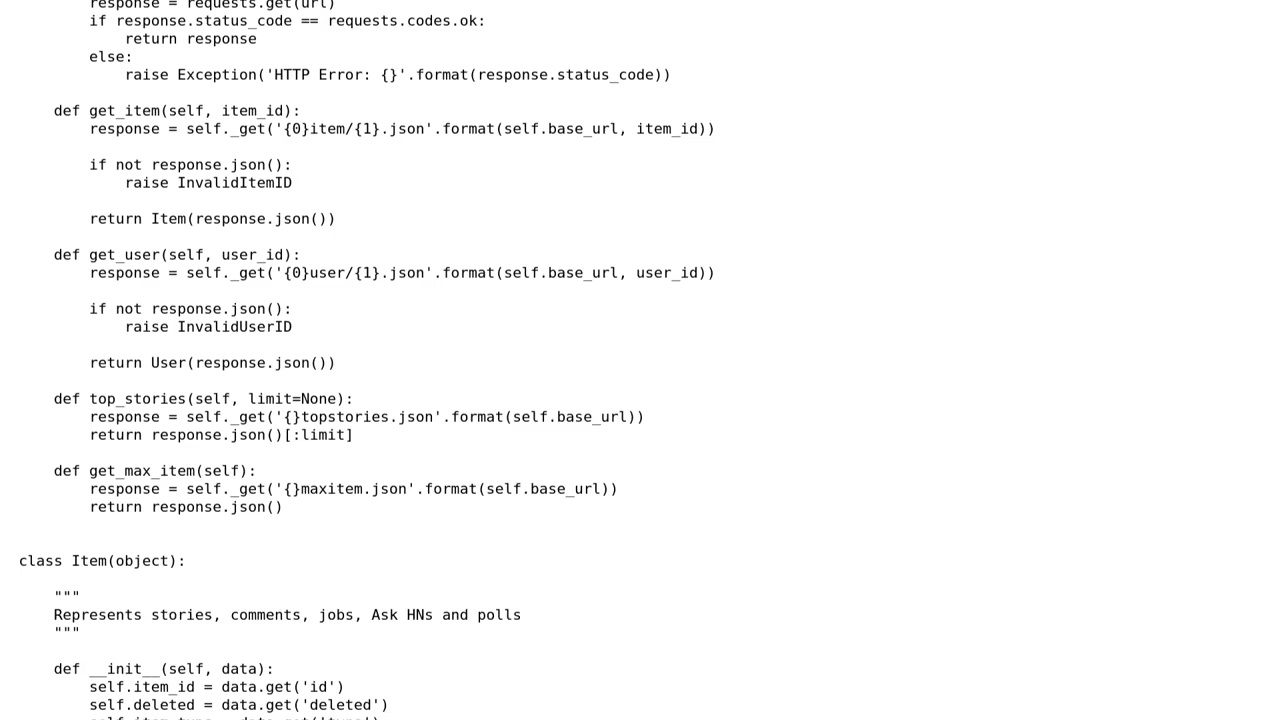 response = requests.get(url)
        if response.status_code == requests.codes.ok:
            return response
        else:
            raise Exception('HTTP Error: {}'.format(response.status_code))

    def get_item(self, item_id):
        response = self._get('{0}item/{1}.json'.format(self.base_url, item_id))

        if not response.json():
            raise InvalidItemID

        return Item(response.json())

    def get_user(self, user_id):
        response = self._get('{0}user/{1}.json'.format(self.base_url, user_id))

        if not response.json():
            raise InvalidUserID

        return User(response.json())

    def top_stories(self, limit=None):
        response = self._get('{}topstories.json'.format(self.base_url))
        return response.json()[:limit]

    def get_max_item(self):
        response = self._get('{}maxitem.json'.format(self.base_url))
        return response.json()


class Item(object):

    """
    Represents stories, comments, jobs, Ask HNs and polls
    """

    def __init__(self, data):
        self.item_id = data.get('id')
        self.deleted = data.get('deleted')
        self.item_type = data.get('type')